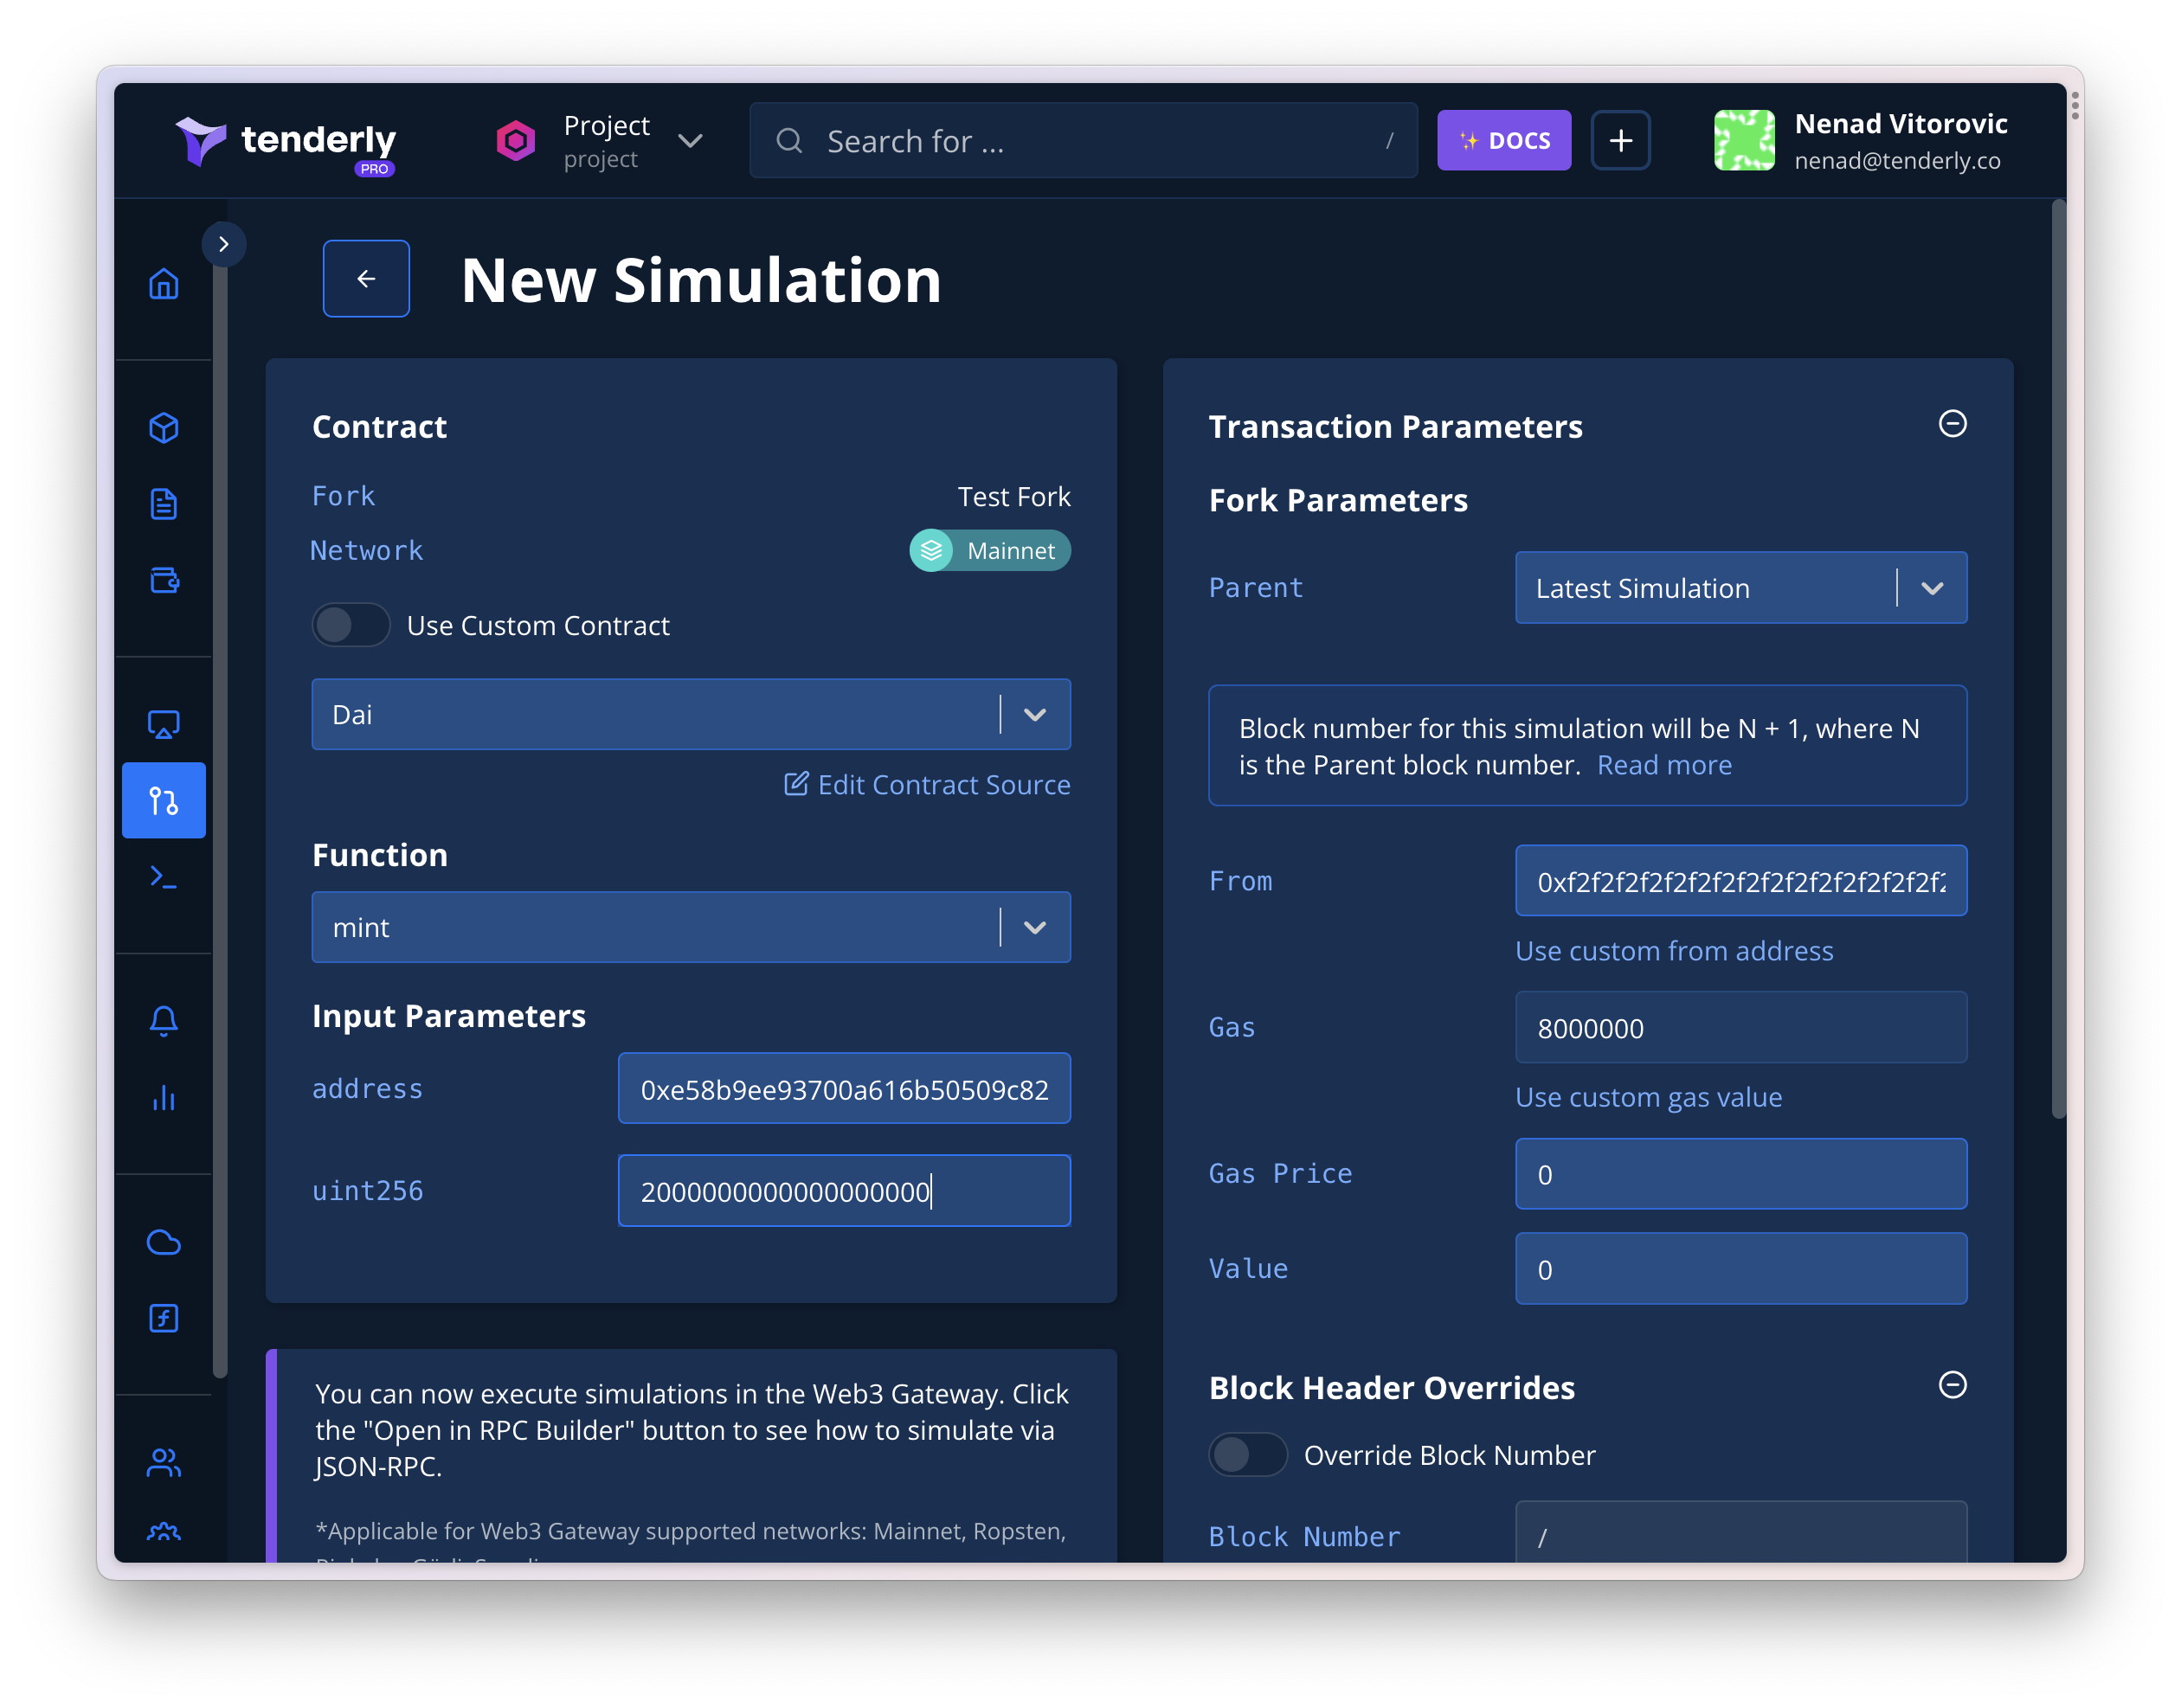 tenderly
PRO
Project
project
Search for ...
/
✨ DOCS
Nenad Vitorovic
nenad@tenderly.co
New Simulation
Contract
Fork
Test Fork
Network
Mainnet
Use Custom Contract
Dai
Edit Contract Source
Function
mint
Input Parameters
address
0xe58b9ee93700a616b50509c82
uint256
2000000000000000000
You can now execute simulations in the Web3 Gateway. Click
the "Open in RPC Builder" button to see how to simulate via
JSON-RPC.
*Applicable for Web3 Gateway supported networks: Mainnet, Ropsten,
Transaction Parameters
Fork Parameters
Parent
Latest Simulation
Block number for this simulation will be N + 1, where N
is the Parent block number. Read more
From
0xf2f2f2f2f2f2f2f2f2f2f2f2f2f2f2f2f2
Use custom from address
Gas
8000000
Use custom gas value
Gas Price
0
Value
0
Block Header Overrides
Override Block Number
Block Number
/